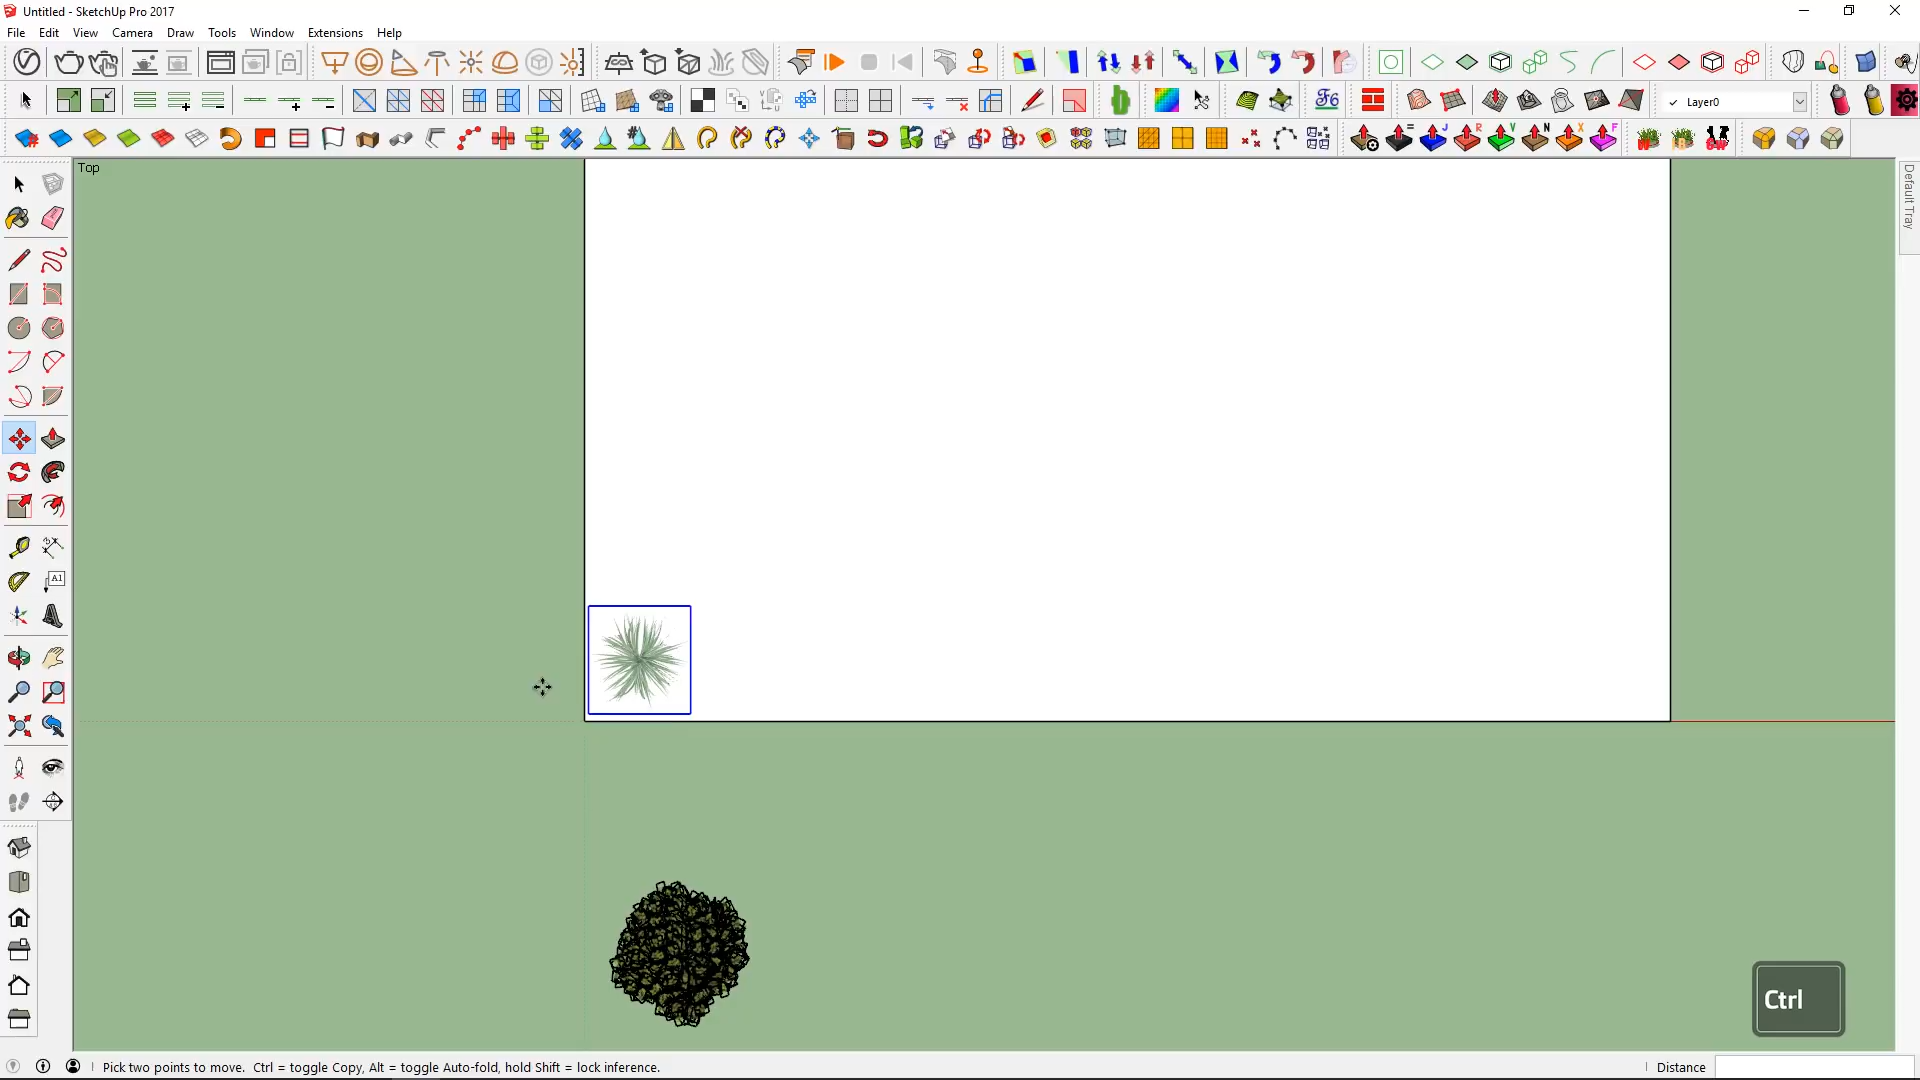 Untitled - SketchUp Pro 2017
File Edit View Camera Draw Tools Window Extensions Help
Layer0
Top
Default Tray
A1
Ctrl
Pick two points to move. Ctrl = toggle Copy, Alt = toggle Auto-fold, hold Shift = lock inference.
Distance